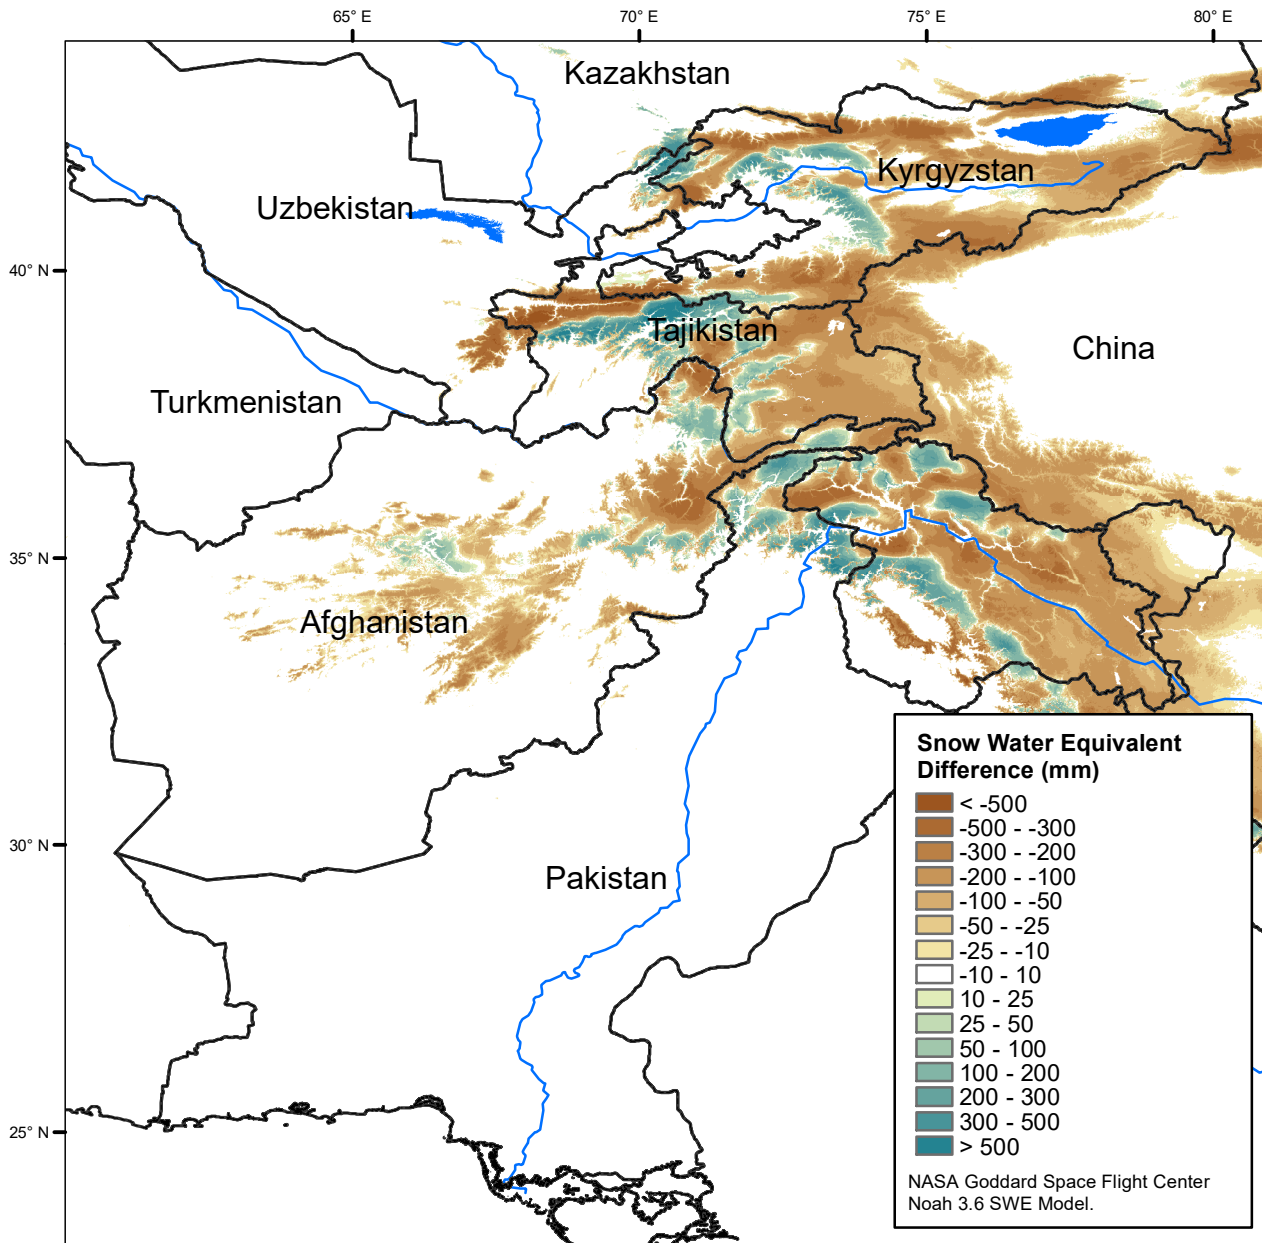 65° E
70° E
75° E
80° E
Kazakhstan
Kyrgyzstan
Uzbekistan
40° N
Tajikistan
China
Turkmenistan
35° N
Afghanistan
Snow Water Equivalent
Difference (mm)
< -500
-500 - -300
-300 - -200
-200 - -100
-100 - -50
-50 - -25
-25 - -10
-10 - 10
10 - 25
25 - 50
50 - 100
100 - 200
200 - 300
300 - 500
> 500
NASA Goddard Space Flight Center
Noah 3.6 SWE Model.
30° N
Pakistan
25° N